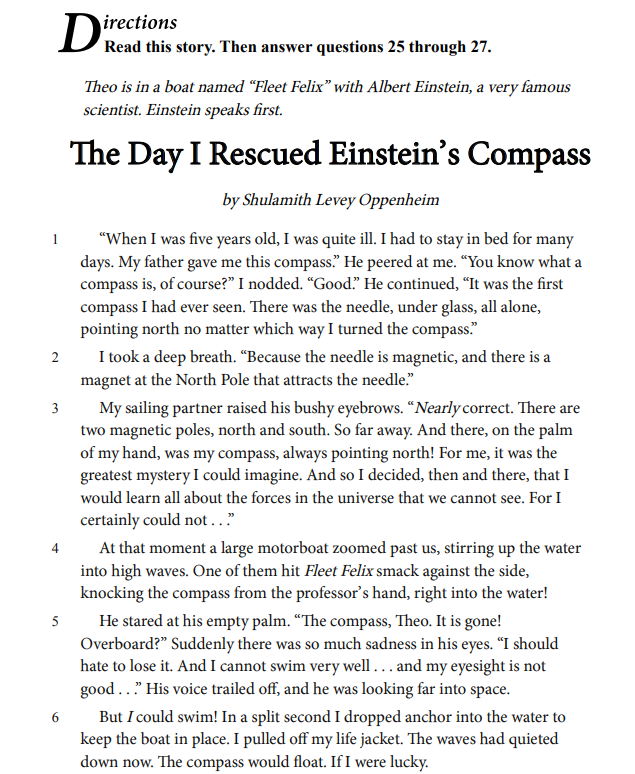 Directions
Read this story. Then answer questions 25 through 27.
Theo is in a boat named “Fleet Felix” with Albert Einstein, a very famous
scientist. Einstein speaks first.
The Day I Rescued Einstein’s Compass
by Shulamith Levey Oppenheim
1 “When I was five years old, I was quite ill. I had to stay in bed for many
days. My father gave me this compass.” He peered at me. “You know what a
compass is, of course?” I nodded. “Good.” He continued, “It was the first
compass I had ever seen. There was the needle, under glass, all alone,
pointing north no matter which way I turned the compass.”
2 I took a deep breath. “Because the needle is magnetic, and there is a
magnet at the North Pole that attracts the needle.”
3 My sailing partner raised his bushy eyebrows. “Nearly correct. There are
two magnetic poles, north and south. So far away. And there, on the palm
of my hand, was my compass, always pointing north! For me, it was the
greatest mystery I could imagine. And so I decided, then and there, that I
would learn all about the forces in the universe that we cannot see. For I
certainly could not . . .”
4 At that moment a large motorboat zoomed past us, stirring up the water
into high waves. One of them hit Fleet Felix smack against the side,
knocking the compass from the professor’s hand, right into the water!
5 He stared at his empty palm. “The compass, Theo. It is gone!
Overboard?” Suddenly there was so much sadness in his eyes. “I should
hate to lose it. And I cannot swim very well . . . and my eyesight is not
good . . .” His voice trailed off, and he was looking far into space.
6 But I could swim! In a split second I dropped anchor into the water to
keep the boat in place. I pulled off my life jacket. The waves had quieted
down now. The compass would float. If I were lucky.